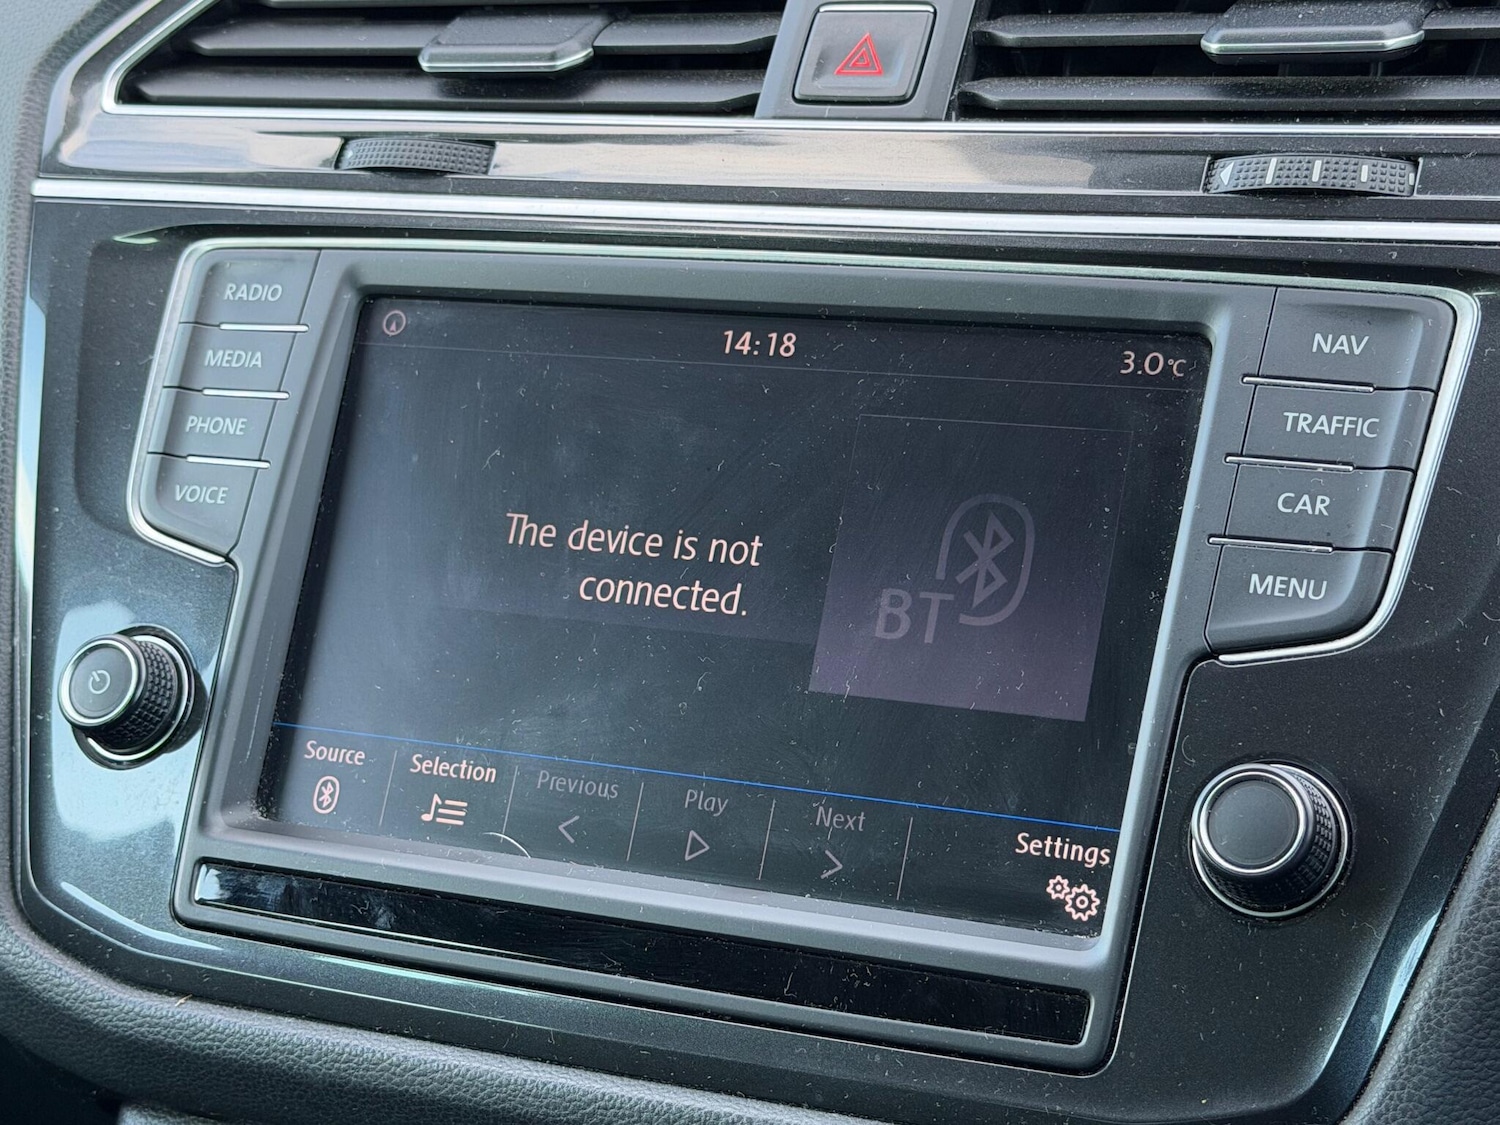 RADIO
MEDIA
PHONE
VOICE
14:18
3.0°C
The device is not
connected.
BT
Source
Selection
Previous
Play
Next
Settings
NAV
TRAFFIC
CAR
MENU